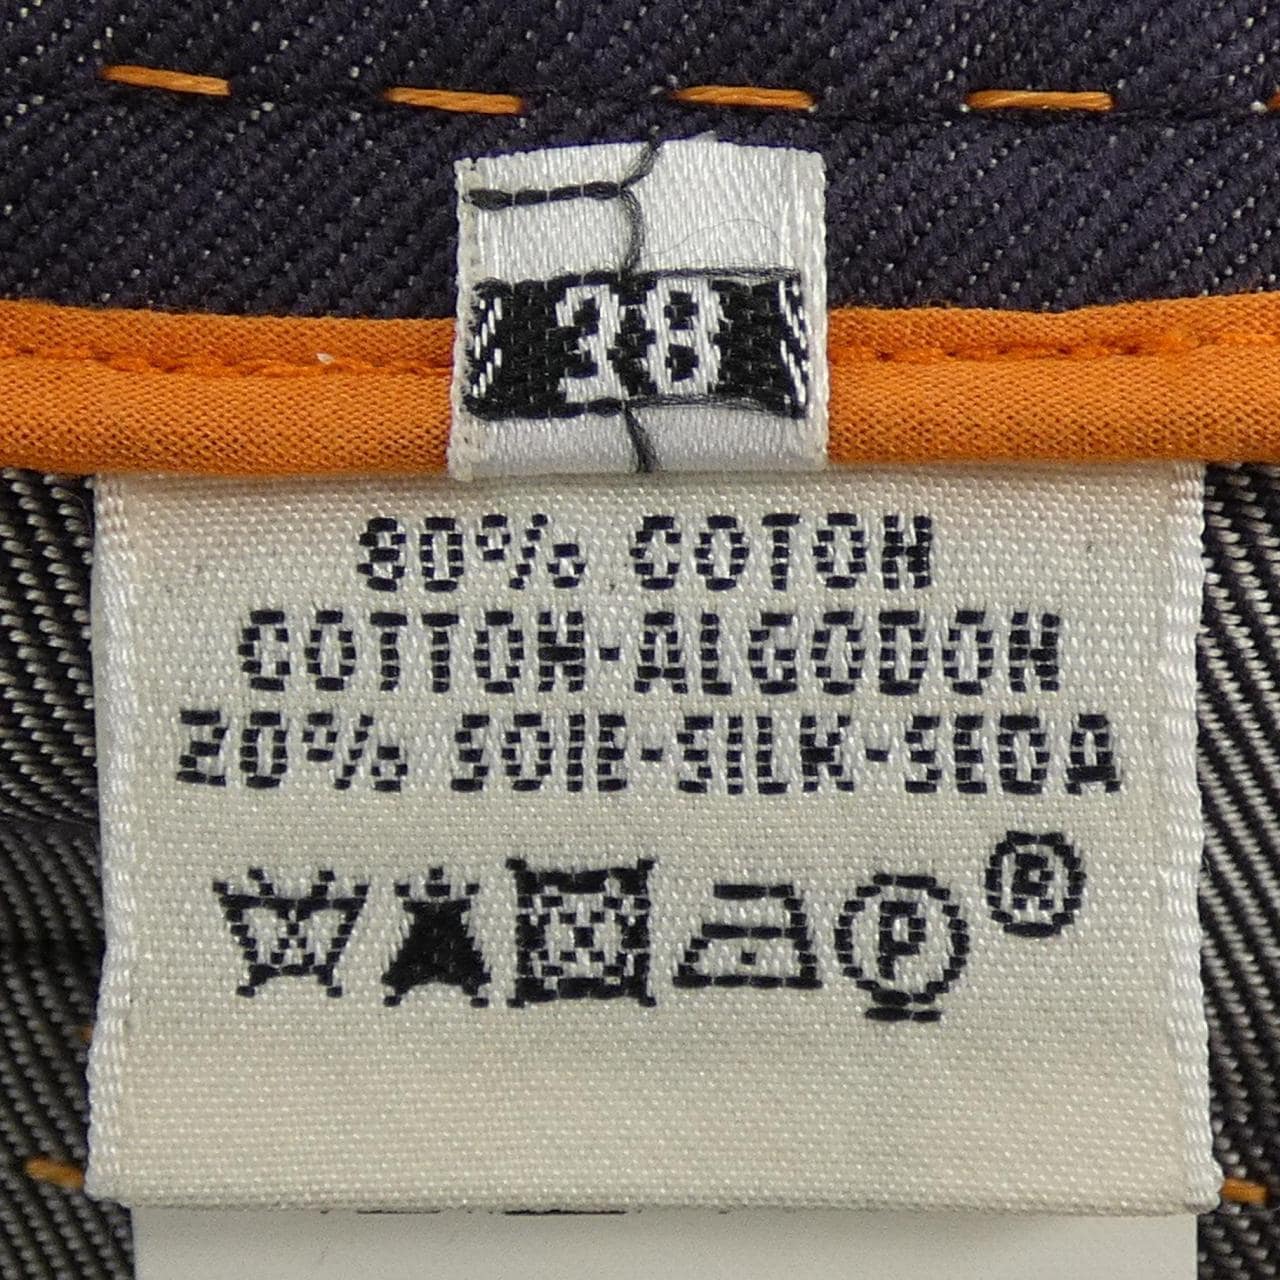 38
80% COTON
COTTON-ALGODON
20% SOIE-SILK-SEDA
P
®